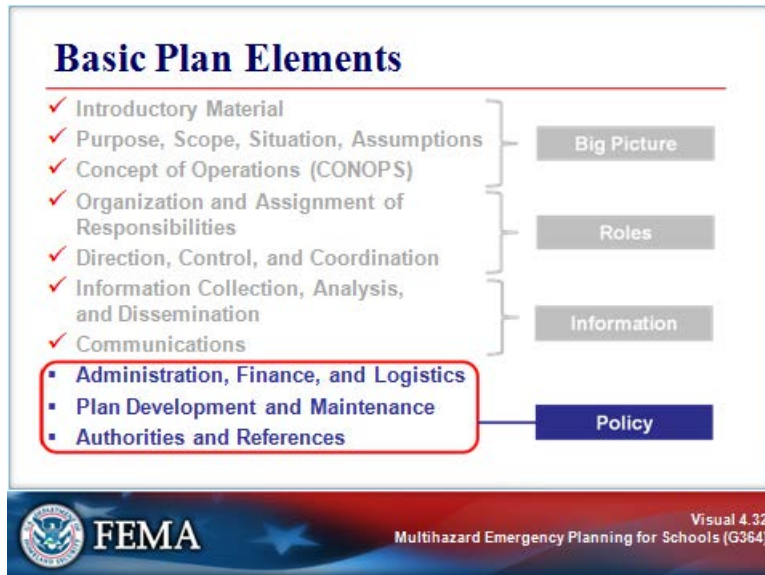 Basic Plan Elements
Introductory Material
Purpose, Scope, Situation, Assumptions
Concept of Operations (CONOPS)
Big Picture
Organization and Assignment of
Responsibilities
Direction, Control, and Coordination
Roles
Information Collection, Analysis,
and Dissemination
Communications
Information
Administration, Finance, and Logistics
Plan Development and Maintenance
Authorities and References
Policy
FEMA
Visual 4.32
Multihazard Emergency Planning for Schools (G364)